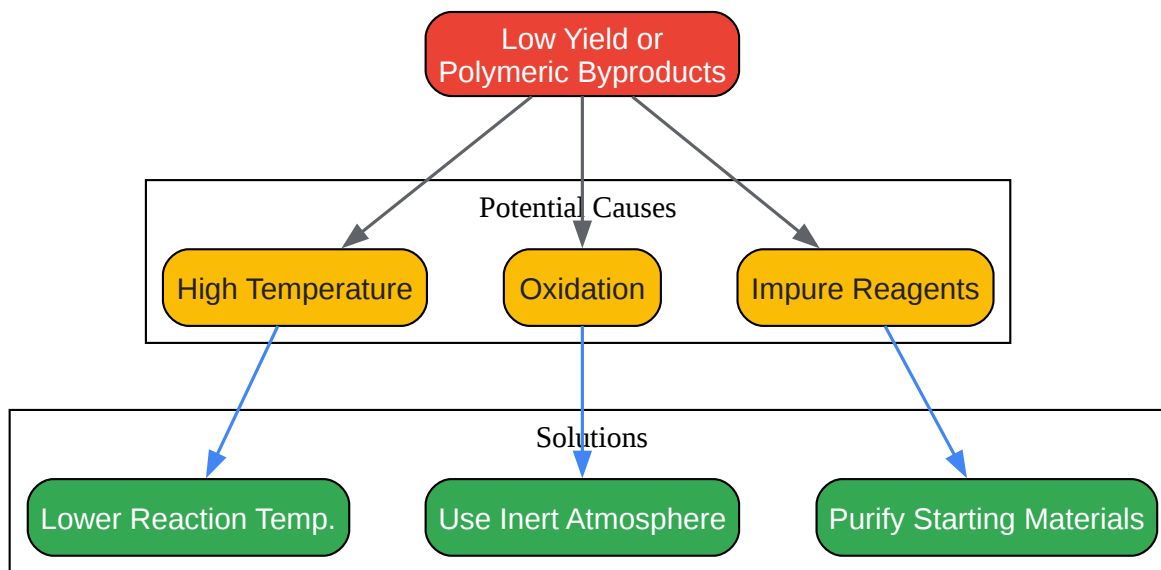 Low Yield or
Polymeric Byproducts
Potential Causes
High Temperature
Oxidation
Impure Reagents
Solutions
Lower Reaction Temp.
Use Inert Atmosphere
Purify Starting Materials